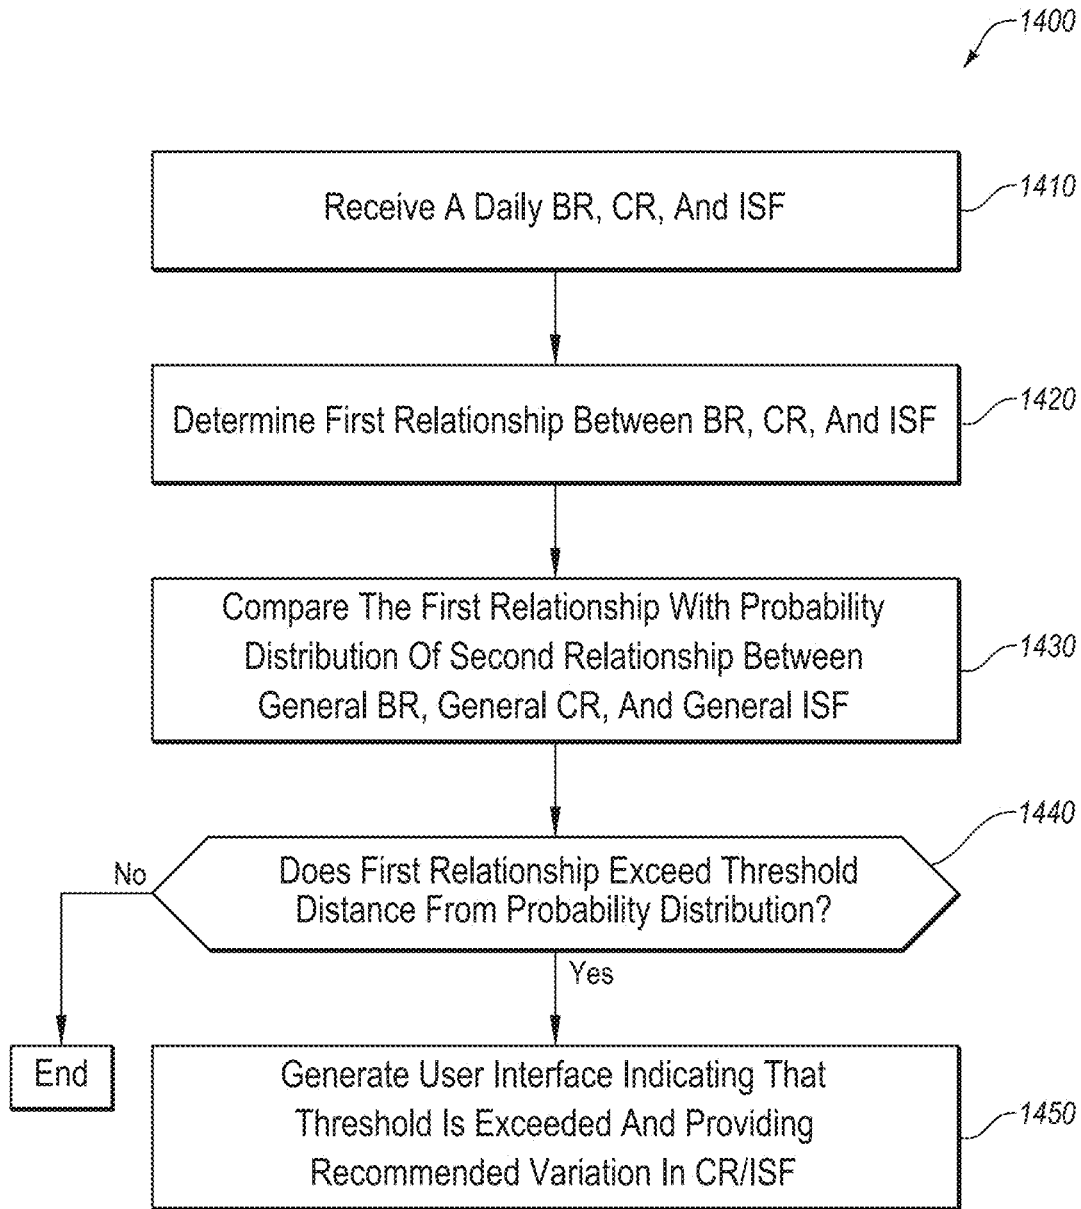 1400
Receive A Daily BR, CR, And ISF
1410
Determine First Relationship Between BR, CR, And ISF
1420
Compare The First Relationship With Probability
Distribution Of Second Relationship Between
General BR, General CR, And General ISF
1430
Does First Relationship Exceed Threshold
Distance From Probability Distribution?
1440
No
Yes
End
Generate User Interface Indicating That
Threshold Is Exceeded And Providing
Recommended Variation In CR/ISF
1450